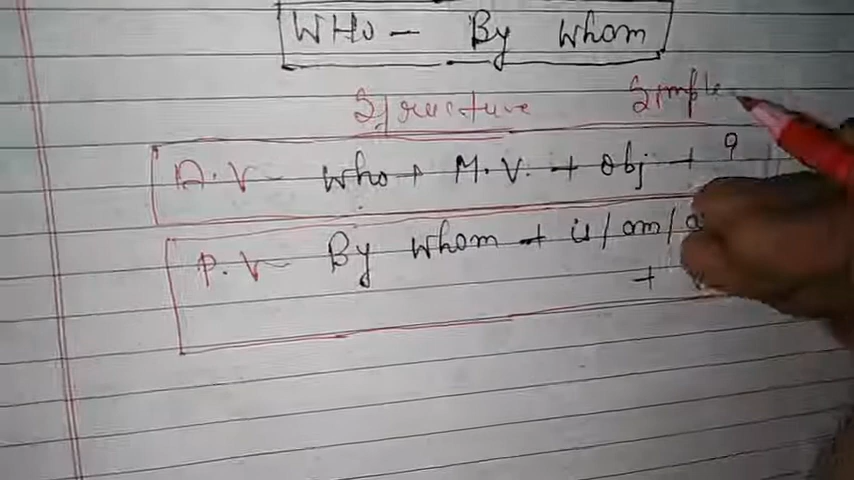 WHO - By whom
Structure Simple
A.V - who + M.V. + obj + ?
P.V - By whom + is/am/
+